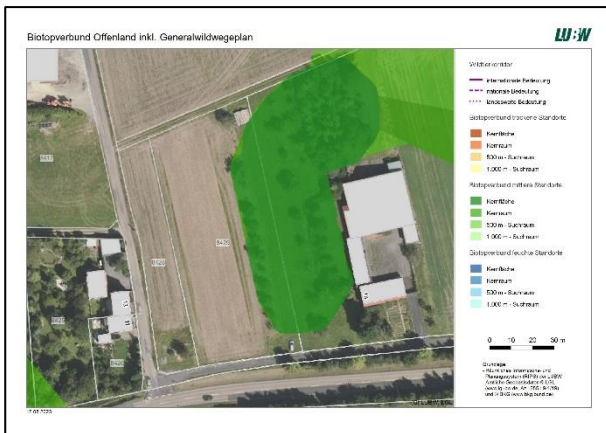 Biotopverbund Offenland inkl. Generalwildwegeplan
LUBW
Wildtierkorridor
internationale Bedeutung
nationale Bedeutung
landesweite Bedeutung
Biotopverbund trockene Standorte
Kernfläche
Kernraum
500 m - Suchraum
1.000 m - Suchraum
Biotopverbund mittlere Standorte
Kernfläche
Kernraum
500 m - Suchraum
1.000 m - Suchraum
Biotopverbund feuchte Standorte
Kernfläche
Kernraum
500 m - Suchraum
1.000 m - Suchraum
0 10 20 30 m
Grundlage
13
11